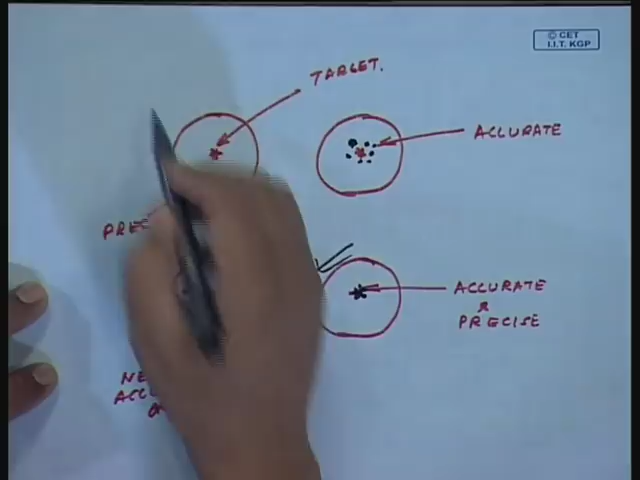 © CET
I.I.T. KGP
TARGET.
ACCURATE
ACCURATE
&
PRECISE